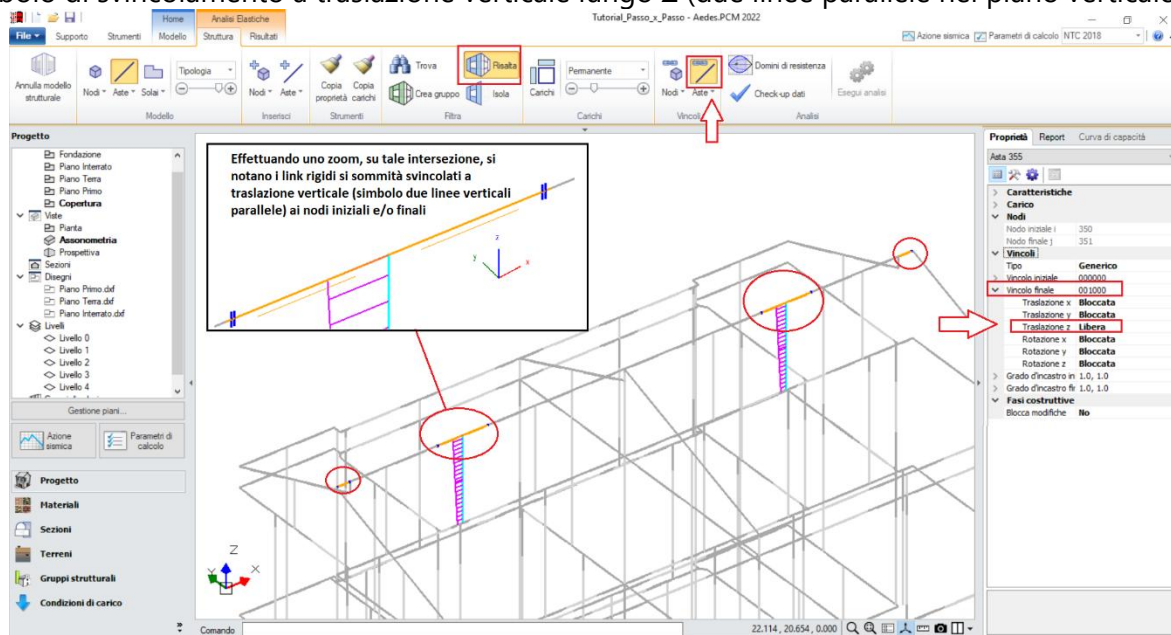 bolo di svincolamento a traslazione verticale lungo Z (due linee parallele nel piano verticale
Tutorial_Passo_x_Passo - Aedes.PCM 2022
Home
Analisi Elastiche
File
Supporto
Strumenti
Modello
Struttura
Risultati
Azione sismica
Parametri di calcolo
NTC 2018
Annulla modello
strutturale
Nodi
Aste
Solai
Tipologia
Modello
Nodi
Aste
Inserisci
Copia
proprietà
Copia
carichi
Strumenti
Trova
Crea gruppo
Risalta
Isola
Filtra
Carichi
Permanente
Carichi
Nodi
Aste
Vincoli
Domini di resistenza
Check-up dati
Esegui analisi
Analisi
Progetto
Fondazione
Piano Interrato
Piano Terra
Piano Primo
Copertura
Viste
Pianta
Assonometria
Prospettiva
Sezioni
Disegni
Piano Primo.dxf
Piano Terra.dxf
Piano Interrato.dxf
Livelli
Livello 0
Livello 1
Livello 2
Livello 3
Livello 4
Gestione piani...
Azione
sismica
Parametri di
calcolo
Progetto
Materiali
Sezioni
Terreni
Gruppi strutturali
Condizioni di carico
Effettuando uno zoom, su tale intersezione, si
notano i link rigidi si sommità svincolati a
traslazione verticale (simbolo due linee verticali
parallele) ai nodi iniziali e/o finali
z
y
x
Z
Y
X
Comando
22.114 , 20.654 , 0.000
Proprietà
Report
Curva di capacità
Asta 355
Caratteristiche
Carico
Nodi
Nodo iniziale i 350
Nodo finale j 351
Vincoli
Tipo Generico
Vincolo iniziale 000000
Vincolo finale 001000
Traslazione x Bloccata
Traslazione y Bloccata
Traslazione z Libera
Rotazione x Bloccata
Rotazione y Bloccata
Rotazione z Bloccata
Grado d'incastro in 1.0, 1.0
Grado d'incastro fir 1.0, 1.0
Fasi costruttive
Blocca modifiche No